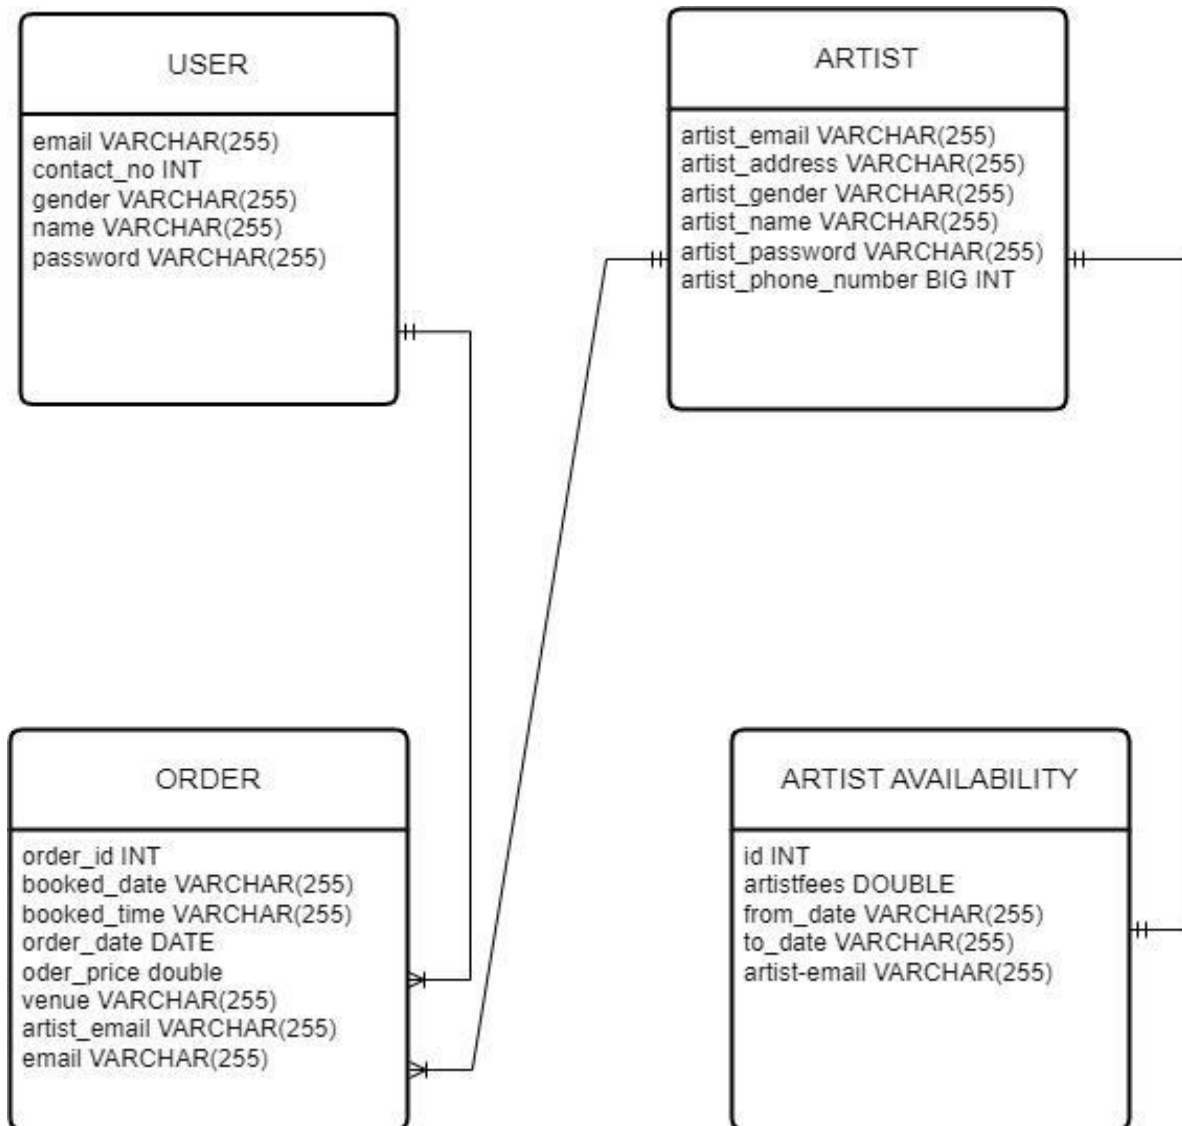 USER
email VARCHAR(255)
contact_no INT
gender VARCHAR(255)
name VARCHAR(255)
password VARCHAR(255)
ARTIST
artist_email VARCHAR(255)
artist_address VARCHAR(255)
artist_gender VARCHAR(255)
artist_name VARCHAR(255)
artist_password VARCHAR(255)
artist_phone_number BIG INT
ORDER
order_id INT
booked_date VARCHAR(255)
booked_time VARCHAR(255)
order_date DATE
oder_price double
venue VARCHAR(255)
artist_email VARCHAR(255)
email VARCHAR(255)
ARTIST AVAILABILITY
id INT
artistfees DOUBLE
from_date VARCHAR(255)
to_date VARCHAR(255)
artist-email VARCHAR(255)